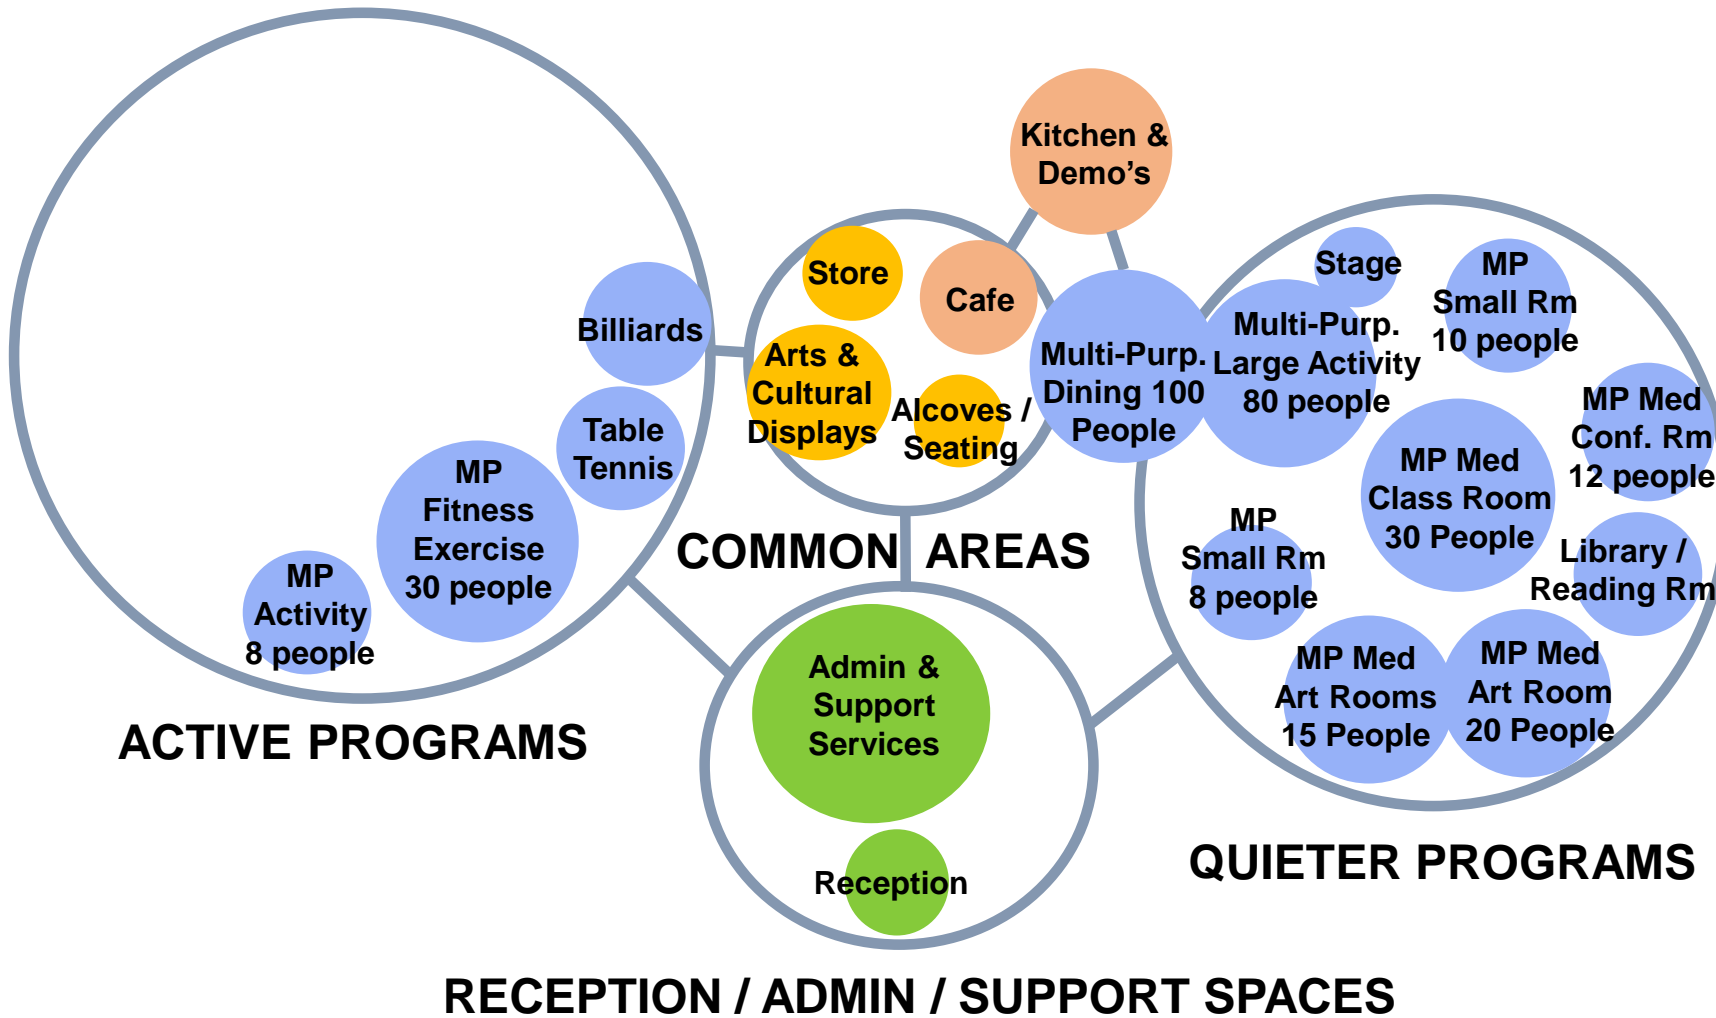 Kitchen &
Demo's
Store
Cafe
Arts &
Cultural
Displays
Alcoves /
Seating
Multi-Purp.
Dining 100
People
COMMON AREAS
Billiards
Table
Tennis
MP
Fitness
Exercise
30 people
MP
Activity
8 people
ACTIVE PROGRAMS
Stage
Multi-Purp.
Large Activity
80 people
MP
Small Rm
10 people
MP Med
Conf. Rm
12 people
MP Med
Class Room
30 People
MP
Small Rm
8 people
Library /
Reading Rm
MP Med
Art Rooms
15 People
MP Med
Art Room
20 People
QUIETER PROGRAMS
Admin &
Support
Services
Reception
RECEPTION / ADMIN / SUPPORT SPACES